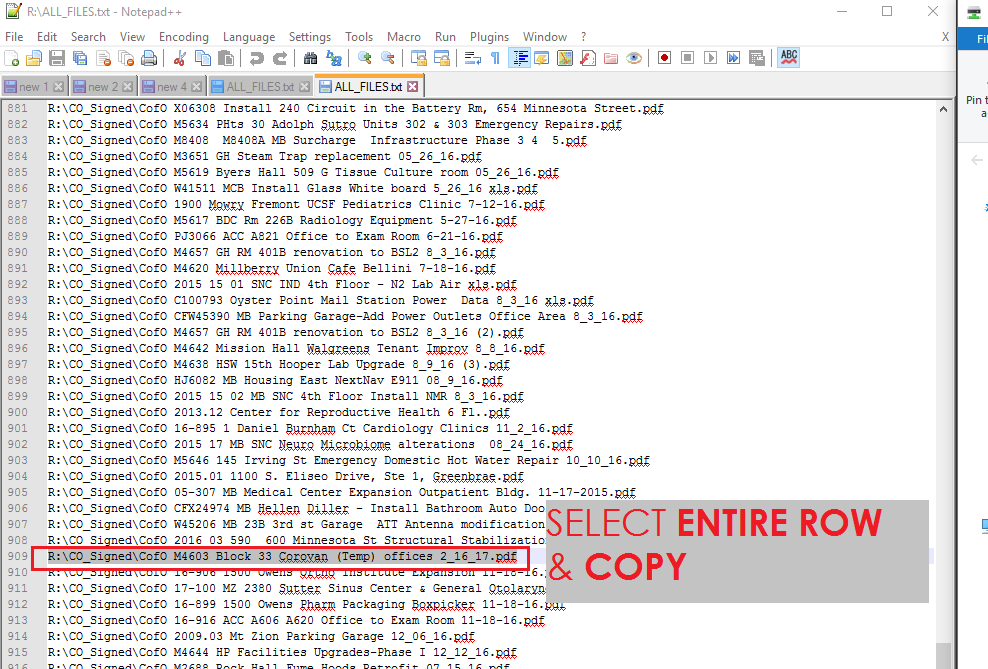 R:\ALL_FILES.txt - Notepad++
File Edit Search View Encoding Language Settings Tools Macro Run Plugins Window ? X
Fil
ABC
new 1 new 2 new 4 ALL_FILES.txt ALL_FILES.txt
Pin t
a
881 R:\CO_Signed\CofO X06308 Install 240 Circuit in the Battery Rm, 654 Minnesota Street.pdf
882 R:\CO_Signed\CofO M5634 PHts 30 Adolph Sutro Units 302 & 303 Emergency Repairs.pdf
883 R:\CO_Signed\CofO M8408  M8408A MB Surcharge  Infrastructure Phase 3 4  5.pdf
884 R:\CO_Signed\CofO M3651 GH Steam Trap replacement 05_26_16.pdf
885 R:\CO_Signed\CofO M5619 Byers Hall 509 G Tissue Culture room 05_26_16.pdf
886 R:\CO_Signed\CofO W41511 MCB Install Glass White board 5_26_16 xls.pdf
887 R:\CO_Signed\CofO 1900 Mowry Fremont UCSF Pediatrics Clinic 7-12-16.pdf
888 R:\CO_Signed\CofO M5617 BDC Rm 226B Radiology Equipment 5-27-16.pdf
889 R:\CO_Signed\CofO PJ3066 ACC A821 Office to Exam Room 6-21-16.pdf
890 R:\CO_Signed\CofO M4657 GH RM 401B renovation to BSL2 8_3_16.pdf
891 R:\CO_Signed\CofO M4620 Millberry Union Cafe Bellini 7-18-16.pdf
892 R:\CO_Signed\CofO 2015 15 01 SNC IND 4th Floor - N2 Lab Air xls.pdf
893 R:\CO_Signed\CofO C100793 Oyster Point Mail Station Power  Data 8_3_16 xls.pdf
894 R:\CO_Signed\CofO CFW45390 MB Parking Garage-Add Power Outlets Office Area 8_3_16.pdf
895 R:\CO_Signed\CofO M4657 GH RM 401B renovation to BSL2 8_3_16 (2).pdf
896 R:\CO_Signed\CofO M4642 Mission Hall Walgreens Tenant Improv 8_8_16.pdf
897 R:\CO_Signed\CofO M4638 HSW 15th Hooper Lab Upgrade 8_9_16 (3).pdf
898 R:\CO_Signed\CofO HJ6082 MB Housing East NextNav E911 08_9_16.pdf
899 R:\CO_Signed\CofO 2015 15 02 MB SNC 4th Floor Install NMR 8_3_16.pdf
900 R:\CO_Signed\CofO 2013.12 Center for Reproductive Health 6 Fl..pdf
901 R:\CO_Signed\CofO 16-895 1 Daniel Burnham Ct Cardiology Clinics 11_2_16.pdf
902 R:\CO_Signed\CofO 2015 17 MB SNC Neuro Microbiome alterations  08_24_16.pdf
903 R:\CO_Signed\CofO M5646 145 Irving St Emergency Domestic Hot Water Repair 10_10_16.pdf
904 R:\CO_Signed\CofO 2015.01 1100 S. Eliseo Drive, Ste 1, Greenbrae.pdf
905 R:\CO_Signed\CofO 05-307 MB Medical Center Expansion Outpatient Bldg. 11-17-2015.pdf
906 R:\CO_Signed\CofO CFX24974 MB Hellen Diller - Install Bathroom Auto Doo
907 R:\CO_Signed\CofO W45206 MB 23B 3rd st Garage  ATT Antenna modification
908 R:\CO_Signed\CofO 2016 03 590  600 Minnesota St Structural Stabilizatio
909 R:\CO_Signed\CofO M4603 Block 33 Corovan (Temp) offices 2_16_17.pdf
910 R:\CO_Signed\CofO 16-906 1500 Owens Ortho Institute Expansion 11-18-16.
911 R:\CO_Signed\CofO 17-100 MZ 2380 Sutter Sinus Center & General Otolaryn
912 R:\CO_Signed\CofO 16-899 1500 Owens Pharm Packaging Boxpicker 11-18-16.pdf
913 R:\CO_Signed\CofO 16-916 ACC A606 A620 Office to Exam Room 11-18-16.pdf
914 R:\CO_Signed\CofO 2009.03 Mt Zion Parking Garage 12_06_16.pdf
915 R:\CO_Signed\CofO M4644 HP Facilities Upgrades-Phase I 12_12_16.pdf
916 R:\CO_Signed\CofO M2688 Rock Hall Fume Hoods Retrofit 07_15_16.pdf
SELECT ENTIRE ROW
& COPY